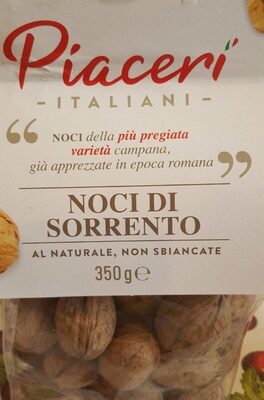 Piaceri
- ITALIANI -
“ NOCI della più pregiata
varietà campana,
già apprezzate in epoca romana ”
NOCI DI
SORRENTO
AL NATURALE, NON SBIANCATE
350g℮